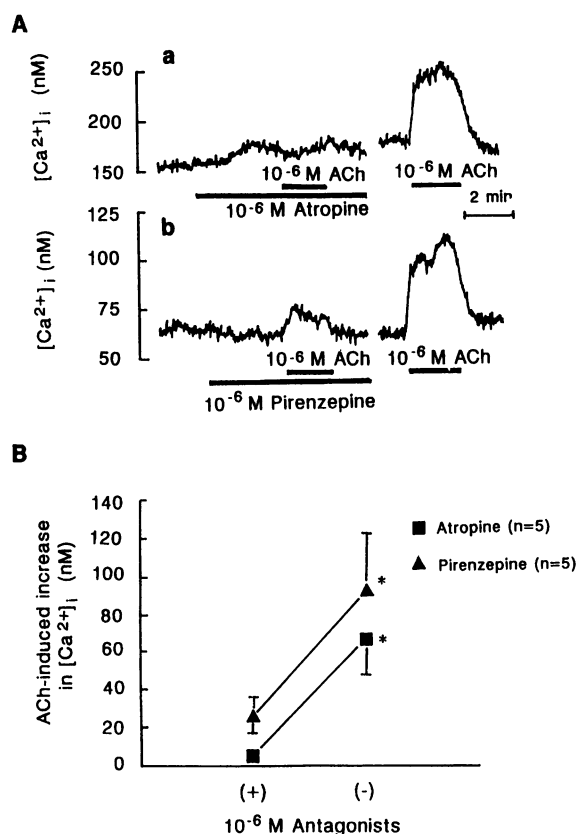 A
a
[Ca2+]i (nM)
250
200
150
10-6 M ACh
10-6 M ACh
10-6 M Atropine
2 min
b
[Ca2+]i (nM)
125
100
75
50
10-6 M ACh
10-6 M ACh
10-6 M Pirenzepine
B
ACh-induced increase
in [Ca2+]i (nM)
140
120
100
80
60
40
20
0
Atropine (n=5)
Pirenzepine (n=5)
*
*
(+)
(-)
10-6 M Antagonists